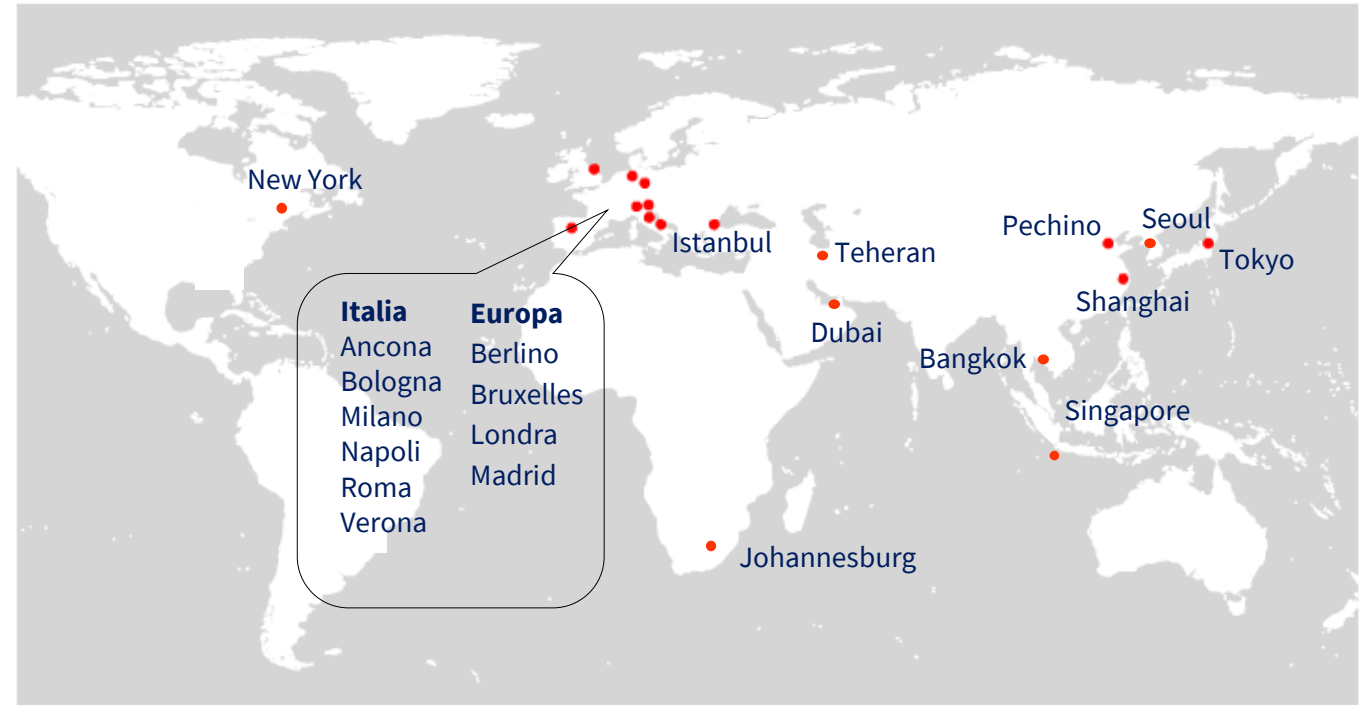 New York
Istanbul
Teheran
Dubai
Pechino
Seoul
Tokyo
Shanghai
Bangkok
Singapore
Johannesburg
Italia
Ancona
Bologna
Milano
Napoli
Roma
Verona
Europa
Berlino
Bruxelles
Londra
Madrid